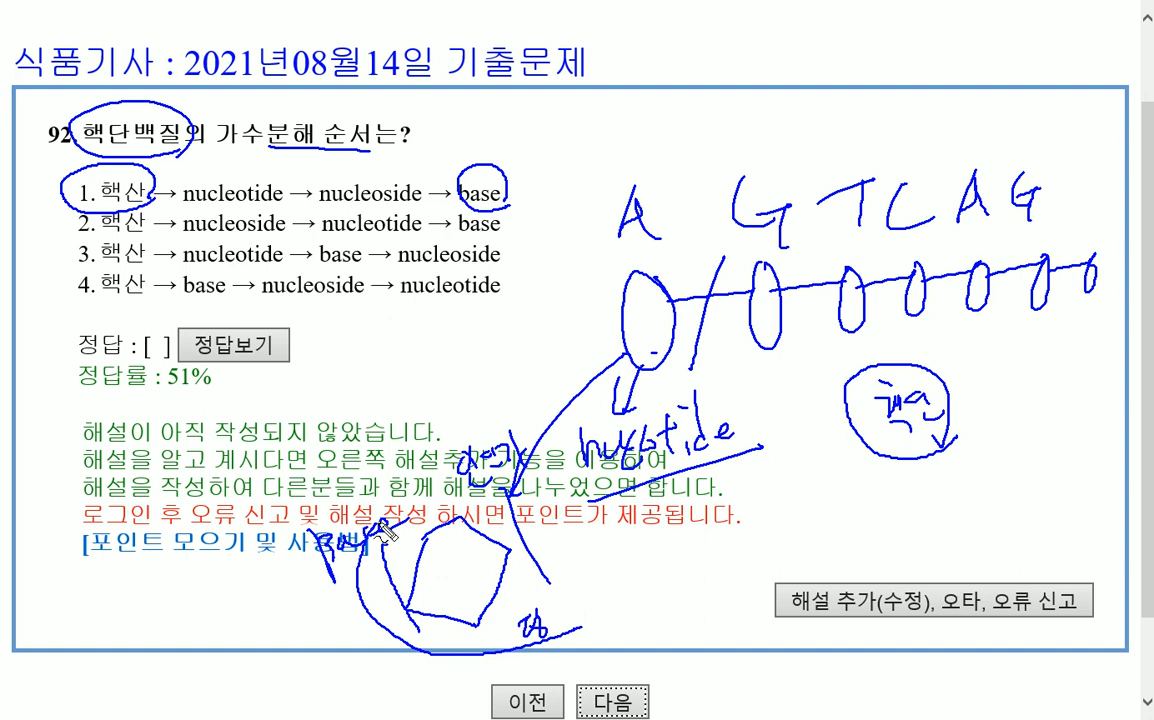 식품기사 : 2021년08월14일 기출문제
92. 핵단백질의 가수분해 순서는?
1. 핵산 → nucleotide → nucleoside → base
2. 핵산 → nucleoside → nucleotide → base
3. 핵산 → nucleotide → base → nucleoside
4. 핵산 → base → nucleoside → nucleotide
A G T C A G
정답 : [ ] 정답보기
정답률 : 51%
핵산
해설이 아직 작성되지 않았습니다.
해설을 알고 계시다면 오른쪽 해설추가 기능을 이용하여
해설을 작성하여 다른분들과 함께 해설을 나누었으면 합니다.
로그인 후 오류 신고 및 해설 작성 하시면 포인트가 제공됩니다.
[포인트 모으기 및 사용법]
당
해설 추가(수정), 오타, 오류 신고
이전 다음